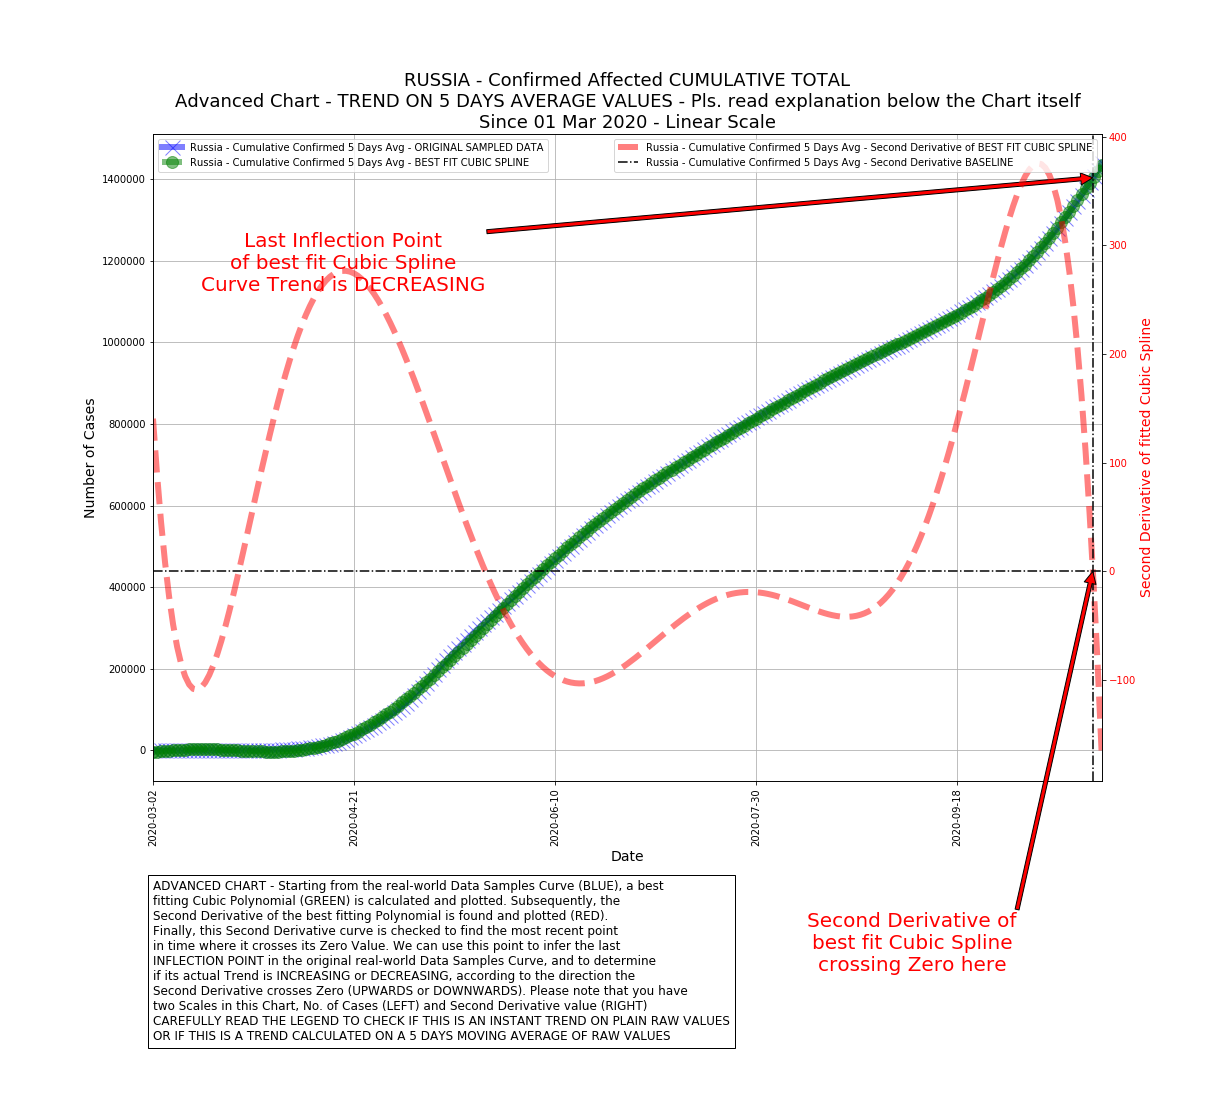 RUSSIA - Confirmed Affected CUMULATIVE TOTAL
Advanced Chart - TREND ON 5 DAYS AVERAGE VALUES - Pls. read explanation below the Chart itself
Since 01 Mar 2020 - Linear Scale
Russia - Cumulative Confirmed 5 Days Avg - ORIGINAL SAMPLED DATA
Russia - Cumulative Confirmed 5 Days Avg - BEST FIT CUBIC SPLINE
Russia - Cumulative Confirmed 5 Days Avg - Second Derivative of BEST FIT CUBIC SPLINE
Russia - Cumulative Confirmed 5 Days Avg - Second Derivative BASELINE
Last Inflection Point
of best fit Cubic Spline
Curve Trend is DECREASING
Number of Cases
1400000
1200000
1000000
800000
600000
400000
200000
0
400
300
200
100
0
−100
Second Derivative of fitted Cubic Spline
2020-03-02
2020-04-21
2020-06-10
2020-07-30
2020-09-18
Date
ADVANCED CHART - Starting from the real-world Data Samples Curve (BLUE), a best
fitting Cubic Polynomial (GREEN) is calculated and plotted. Subsequently, the
Second Derivative of the best fitting Polynomial is found and plotted (RED).
Finally, this Second Derivative curve is checked to find the most recent point
in time where it crosses its Zero Value. We can use this point to infer the last
INFLECTION POINT in the original real-world Data Samples Curve, and to determine
if its actual Trend is INCREASING or DECREASING, according to the direction the
Second Derivative crosses Zero (UPWARDS or DOWNWARDS). Please note that you have
two Scales in this Chart, No. of Cases (LEFT) and Second Derivative value (RIGHT)
CAREFULLY READ THE LEGEND TO CHECK IF THIS IS AN INSTANT TREND ON PLAIN RAW VALUES
OR IF THIS IS A TREND CALCULATED ON A 5 DAYS MOVING AVERAGE OF RAW VALUES
Second Derivative of
best fit Cubic Spline
crossing Zero here